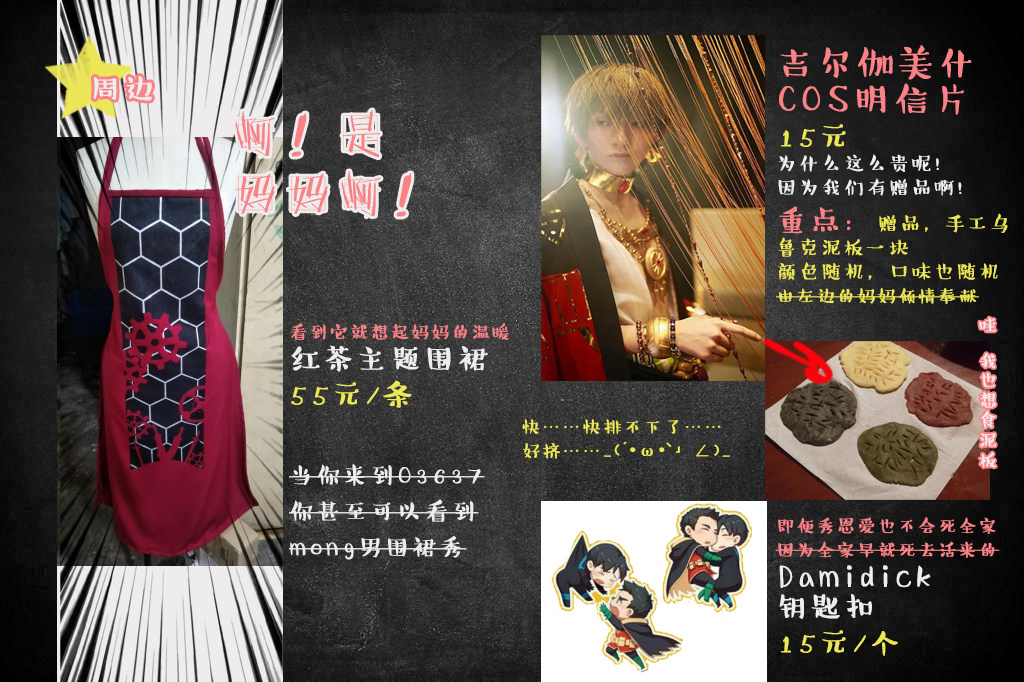 周边
啊！是
妈妈啊！
看到它就想起妈妈的温暖
红茶主题围裙
55元/条
当你来到03637
你甚至可以看到
mong男围裙秀
吉尔伽美什
COS明信片
15元
为什么这么贵呢！
因为我们有赠品啊！
重点：赠品，手工乌
鲁克泥板一块
颜色随机，口味也随机
由左边的妈妈倾情奉献
哇
我也想食泥板
快……快排不下了……
好挤……_(´•ω•`」∠)_
即便秀恩爱也不会死全家
因为全家早就死去活来的
Damidick
钥匙扣
15元/个